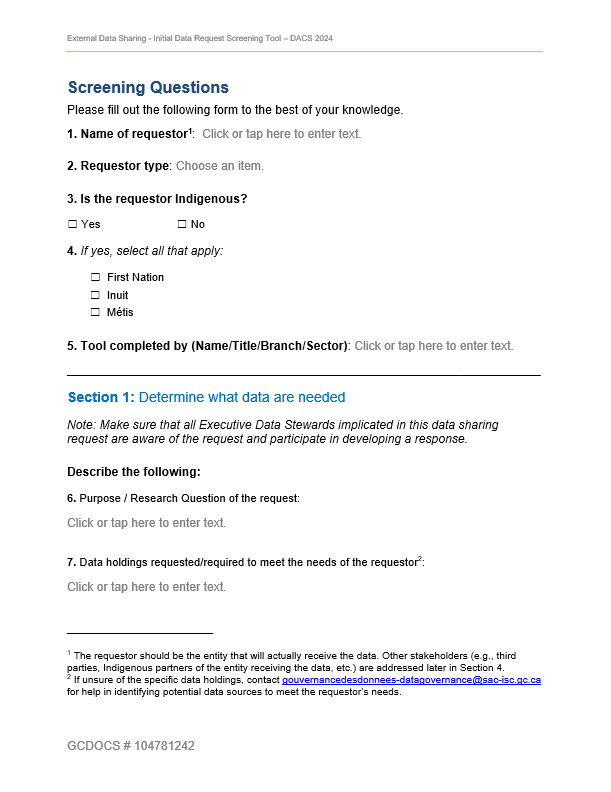 External Data Sharing - Initial Data Request Screening Tool – DACS 2024
Screening Questions
Please fill out the following form to the best of your knowledge.
1. Name of requestor1: Click or tap here to enter text.
2. Requestor type: Choose an item.
3. Is the requestor Indigenous?
☐ Yes ☐ No
4. If yes, select all that apply:
☐ First Nation
☐ Inuit
☐ Métis
5. Tool completed by (Name/Title/Branch/Sector): Click or tap here to enter text.
Section 1: Determine what data are needed
Note: Make sure that all Executive Data Stewards implicated in this data sharing
request are aware of the request and participate in developing a response.
Describe the following:
6. Purpose / Research Question of the request:
Click or tap here to enter text.
7. Data holdings requested/required to meet the needs of the requestor2:
Click or tap here to enter text.
1 The requestor should be the entity that will actually receive the data. Other stakeholders (e.g., third
parties, Indigenous partners of the entity receiving the data, etc.) are addressed later in Section 4.
2 If unsure of the specific data holdings, contact gouvernancedesdonnees-datagovernance@sac-isc.gc.ca
for help in identifying potential data sources to meet the requestor's needs.
GCDOCS # 104781242